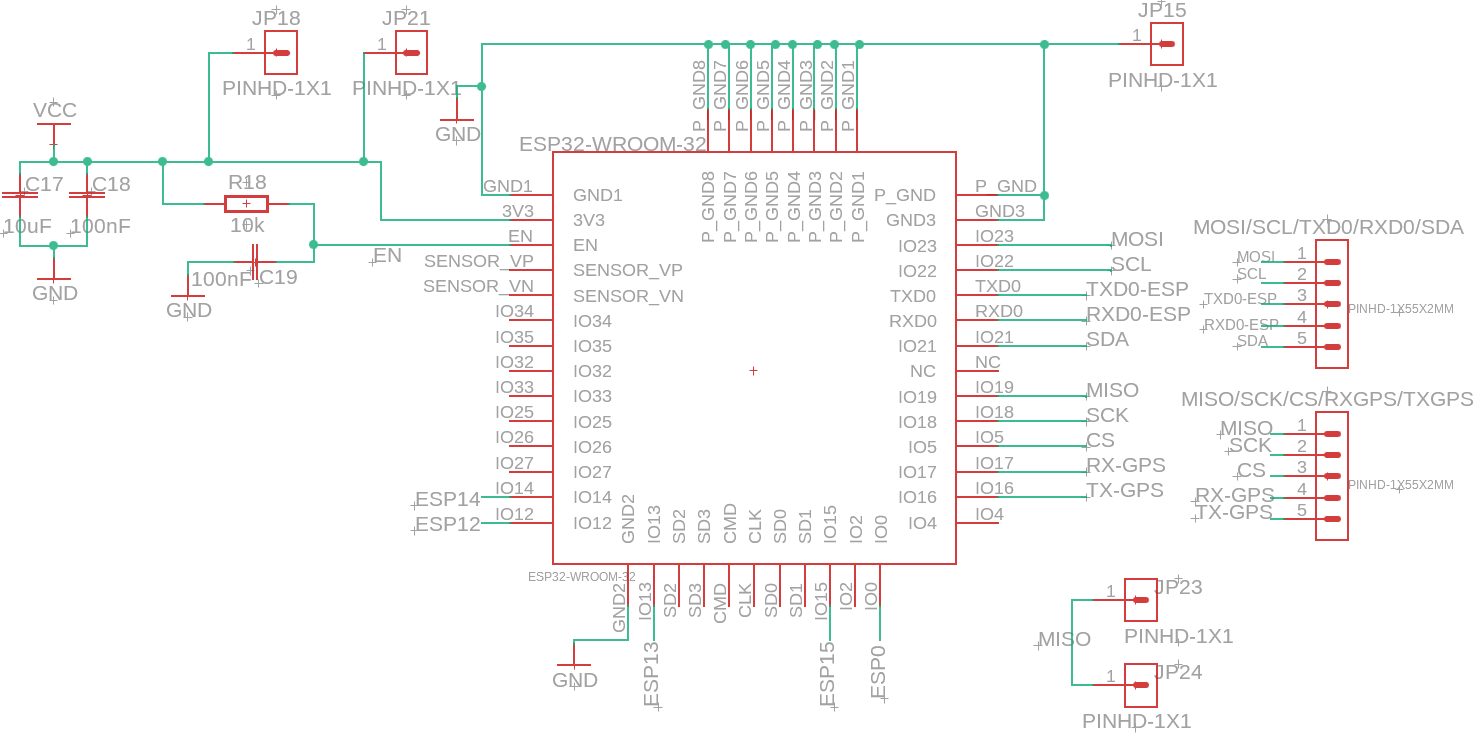 JP18
1
PINHD-1X1
JP21
1
PINHD-1X1
JP15
1
PINHD-1X1
VCC
C17
10uF
C18
100nF
GND
R18
10k
100nF
C19
GND
EN
GND
ESP32-WROOM-32
P_GND8
P_GND7
P_GND6
P_GND5
P_GND4
P_GND3
P_GND2
P_GND1
P_GND8
P_GND7
P_GND6
P_GND5
P_GND4
P_GND3
P_GND2
P_GND1
GND1 GND1
3V3 3V3
EN EN
SENSOR_VP SENSOR_VP
SENSOR_VN SENSOR_VN
IO34 IO34
IO35 IO35
IO32 IO32
IO33 IO33
IO25 IO25
IO26 IO26
IO27 IO27
ESP14 IO14 IO14
ESP12 IO12 IO12
P_GND P_GND
GND3 GND3
IO23 IO23 MOSI
IO22 IO22 SCL
TXD0 TXD0 TXD0-ESP
RXD0 RXD0 RXD0-ESP
IO21 IO21 SDA
NC NC
IO19 IO19 MISO
IO18 IO18 SCK
IO5 IO5 CS
IO17 IO17 RX-GPS
IO16 IO16 TX-GPS
IO4 IO4
GND2
IO13
SD2
SD3
CMD
CLK
SD0
SD1
IO15
IO2
IO0
ESP32-WROOM-32
GND2
IO13
SD2
SD3
CMD
CLK
SD0
SD1
IO15
IO2
IO0
GND
ESP13
ESP15
ESP0
MOSI/SCL/TXD0/RXD0/SDA
MOSI 1
SCL 2
TXD0-ESP 3
RXD0-ESP 4
SDA 5
PINHD-1X55X2MM
MISO/SCK/CS/RXGPS/TXGPS
MISO 1
SCK 2
CS 3
RX-GPS 4
TX-GPS 5
PINHD-1X55X2MM
1
JP23
PINHD-1X1
MISO
1
JP24
PINHD-1X1